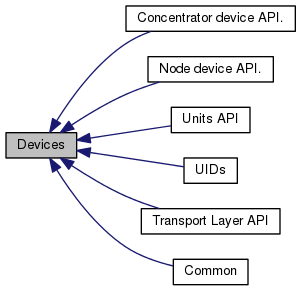 Concentrator device API.
Node device API.
Units API
Devices
UIDs
Transport Layer API
Common